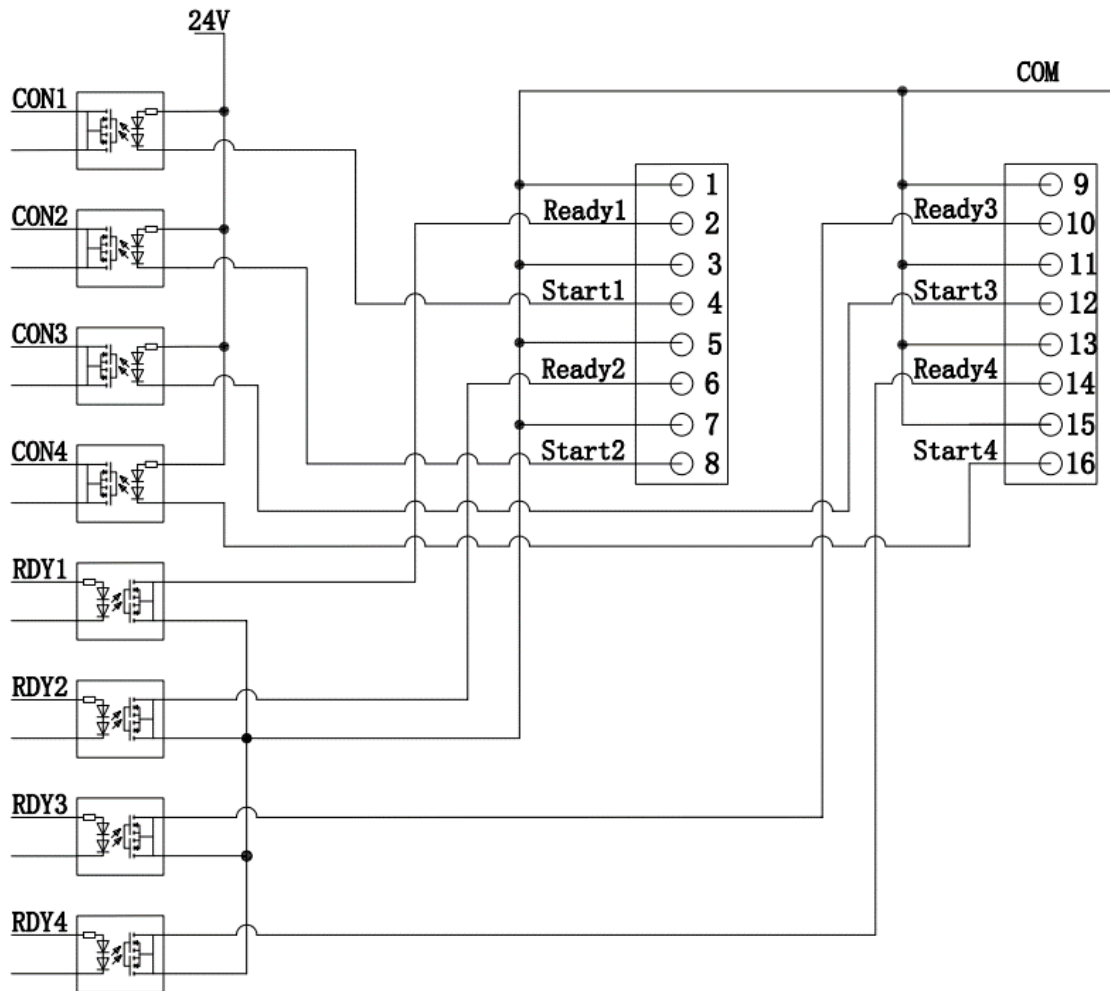 24V
COM
CON1
CON2
CON3
CON4
RDY1
RDY2
RDY3
RDY4
Ready1
Start1
Ready2
Start2
1
2
3
4
5
6
7
8
Ready3
Start3
Ready4
Start4
9
10
11
12
13
14
15
16